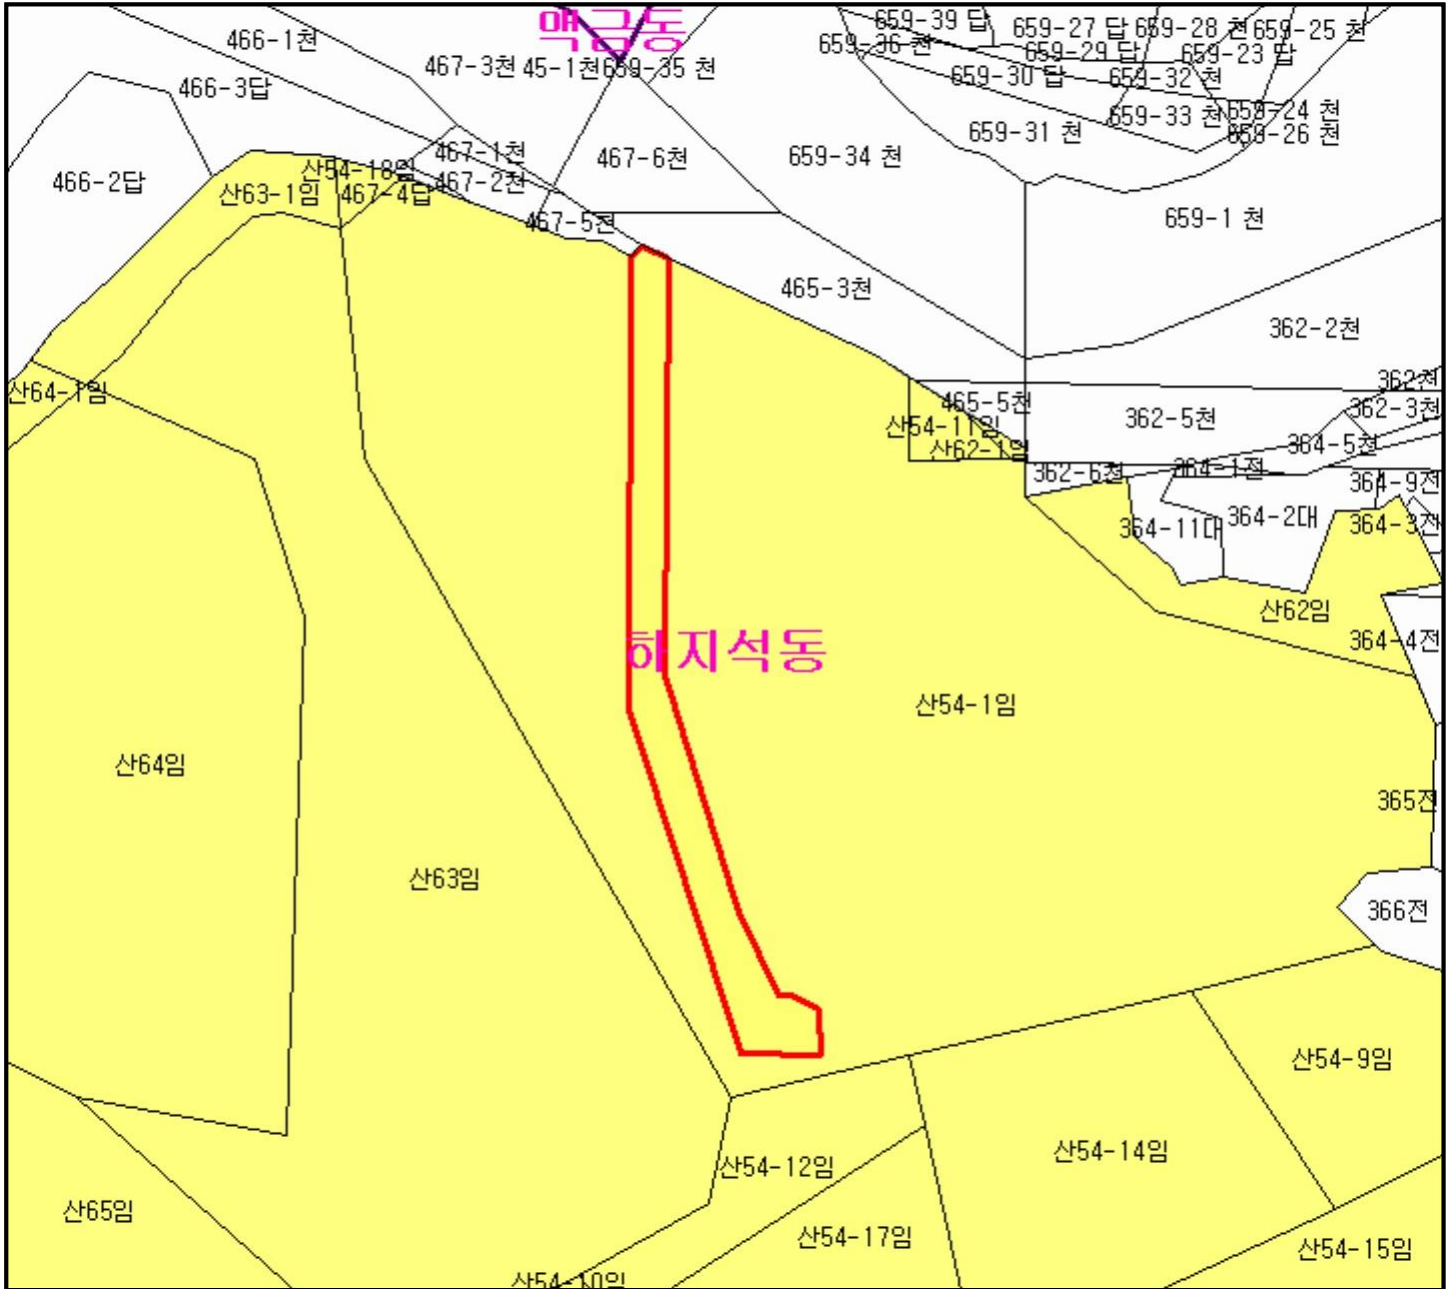 맥금동
659-39 답
659-27 답
659-28 천
659-25 천
466-1천
659-36 천
659-29 답
659-23 답
467-3천
45-1천
659-35 천
659-30 답
659-32 천
466-3답
659-33 천
659-24 천
659-31 천
659-26 천
467-1천
467-6천
659-34 천
산54-18임
466-2답
467-2천
산63-1임
467-4답
467-5천
659-1 천
465-3천
362-2천
362천
산64-1임
465-5천
362-5천
362-3천
산54-11임
364-5천
산62-1임
362-6천
364-1전
364-9전
364-11대
364-2대
364-3전
산62임
364-4전
하지석동
산54-1임
산64임
365전
산63임
366전
산54-9임
산54-14임
산54-12임
산65임
산54-17임
산54-15임
산54-10임